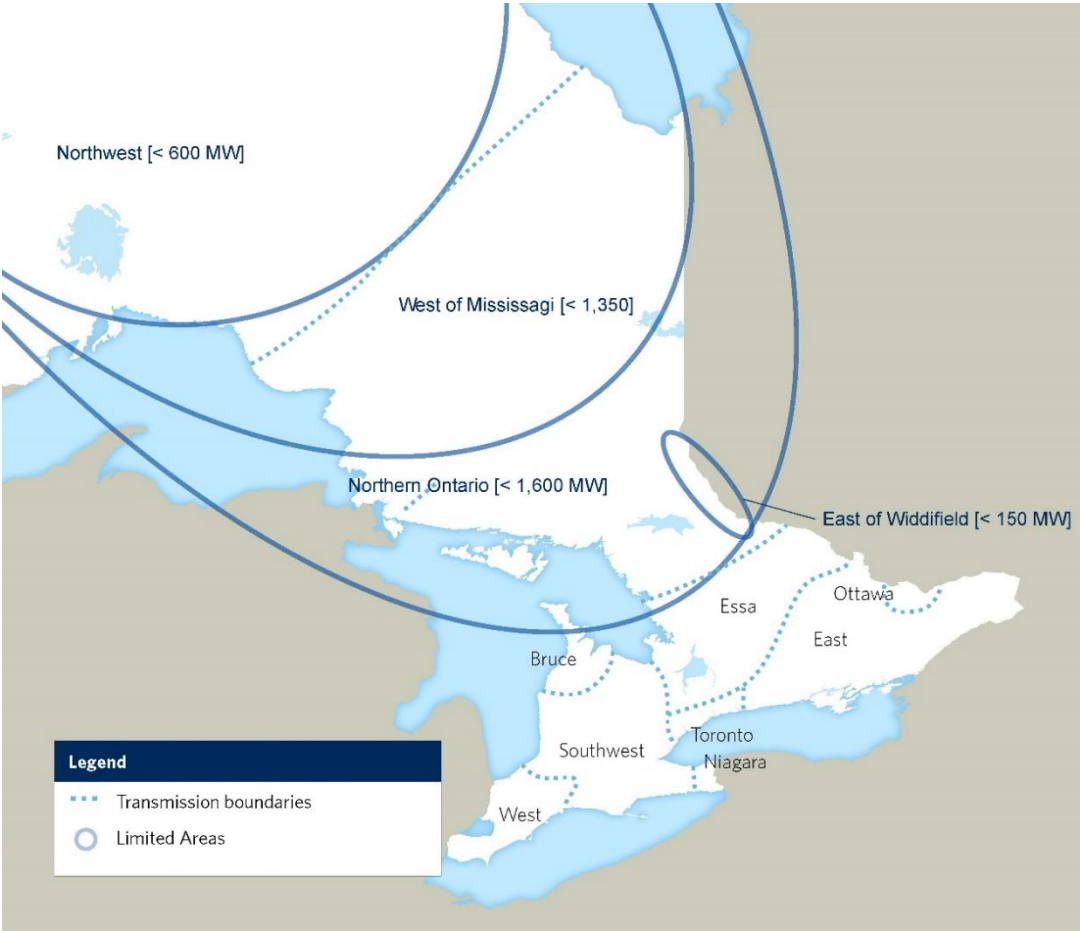 Northwest [< 600 MW]
West of Mississagi [< 1,350]
Northern Ontario [< 1,600 MW]
East of Widdifield [< 150 MW]
Ottawa
Essa
East
Bruce
Toronto
Southwest
Niagara
West
Legend
Transmission boundaries
Limited Areas